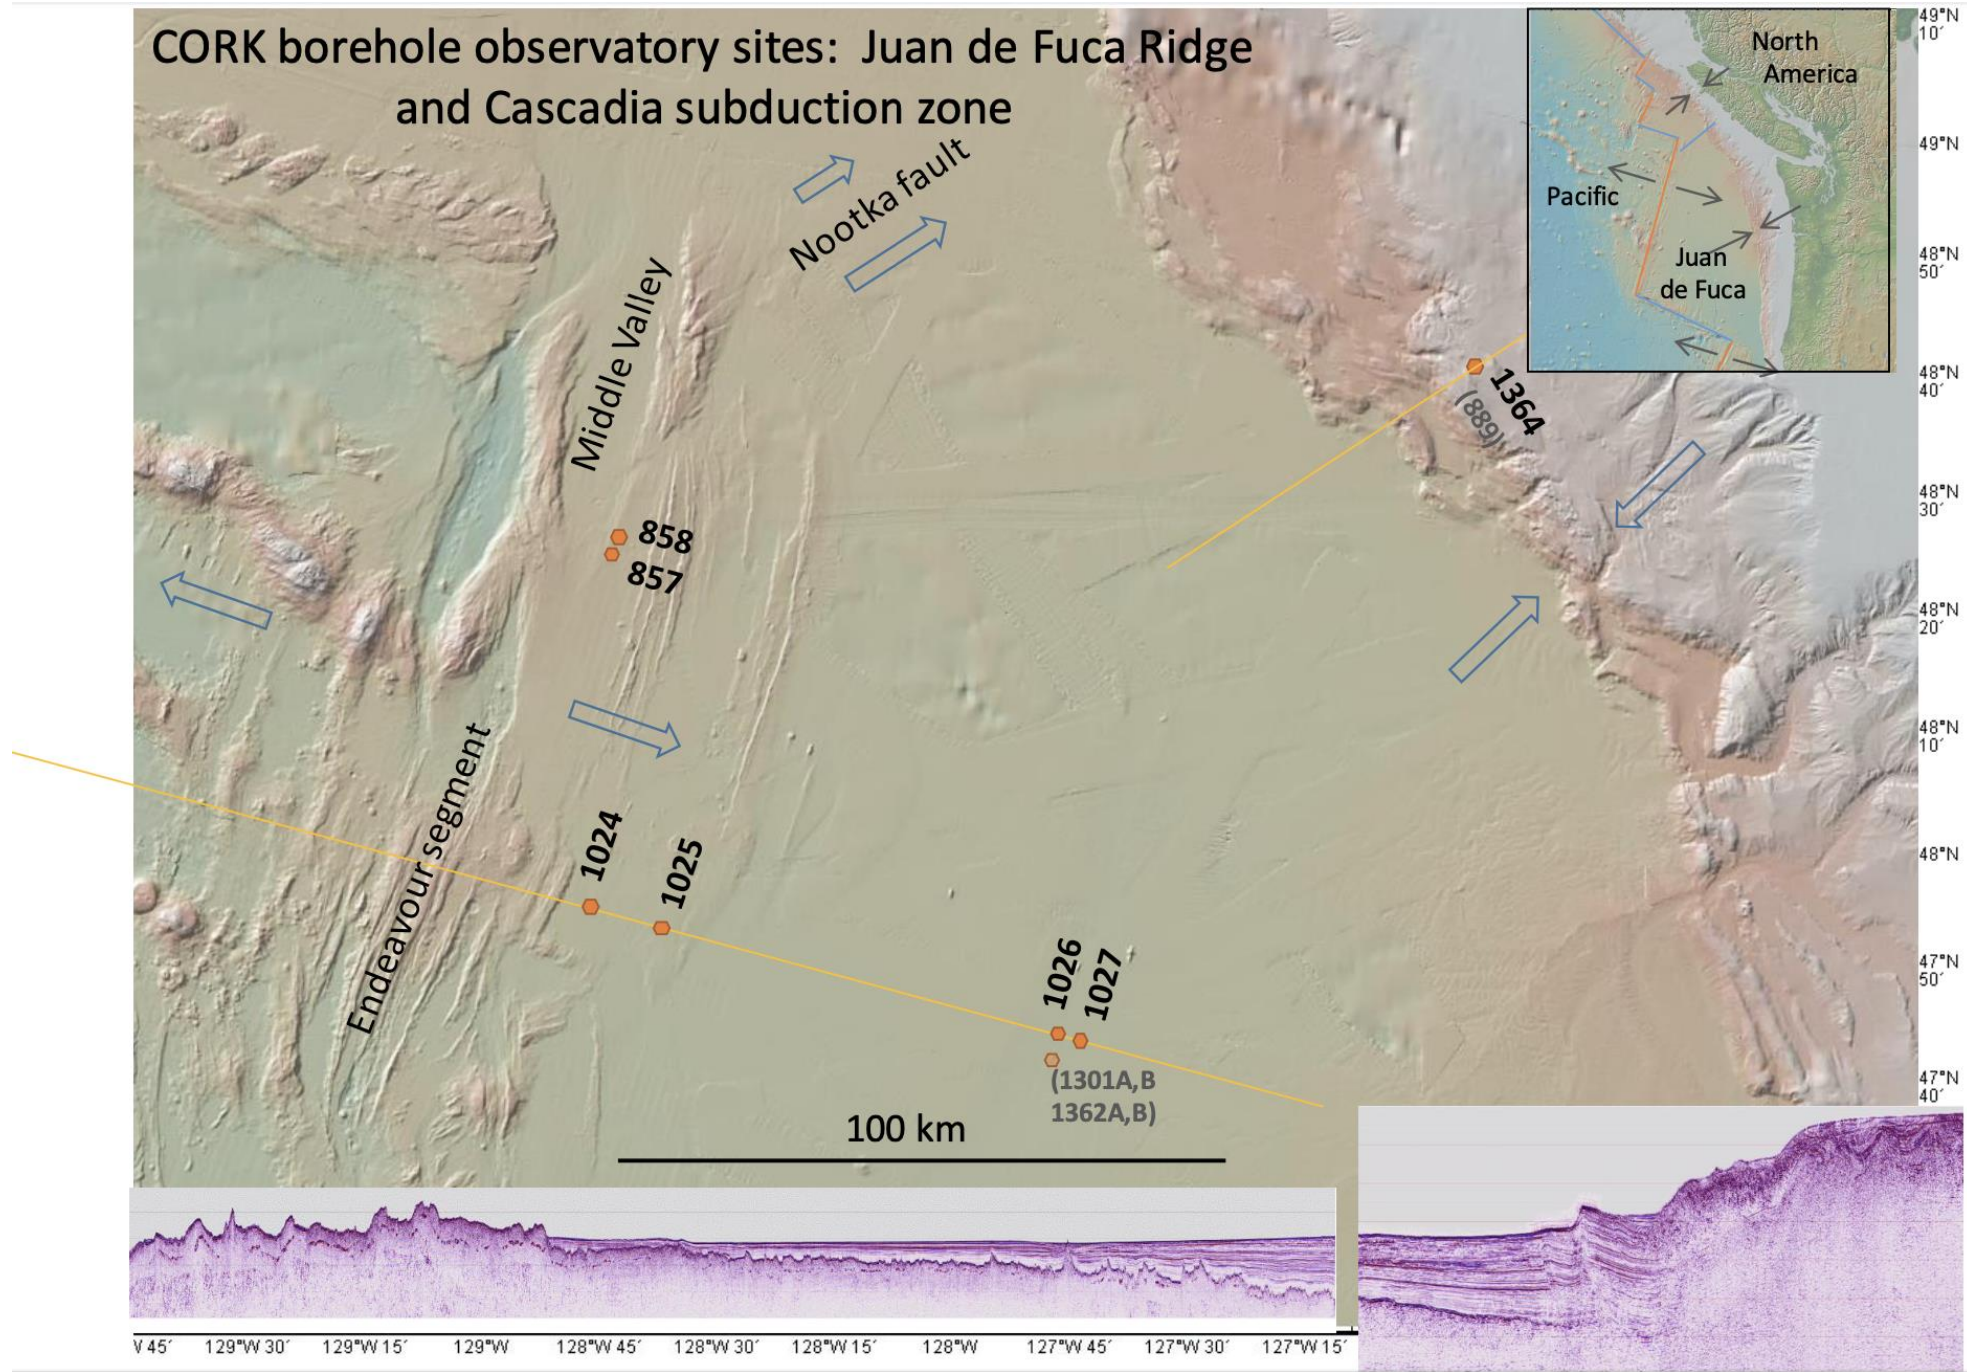 CORK borehole observatory sites: Juan de Fuca Ridge
and Cascadia subduction zone
North
America
Pacific
Juan
de Fuca
Nootka fault
Middle Valley
1364
(889)
858
857
Endeavour segment
1024
1025
1026
1027
(1301A,B
1362A,B)
100 km
49°N
10´
49°N
48°N
50´
48°N
40´
48°N
30´
48°N
20´
48°N
10´
48°N
47°N
50´
47°N
40´
W 45´ 129°W 30´ 129°W 15´ 129°W 128°W 45´ 128°W 30´ 128°W 15´ 128°W 127°W 45´ 127°W 30´ 127°W 15´